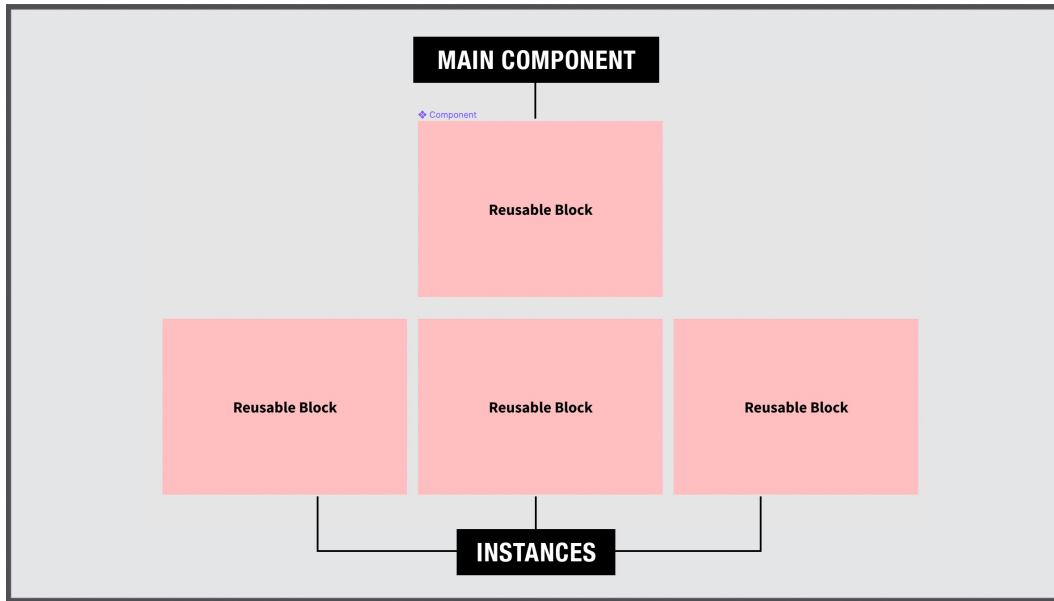 MAIN COMPONENT
Component
Reusable Block
Reusable Block
Reusable Block
Reusable Block
INSTANCES